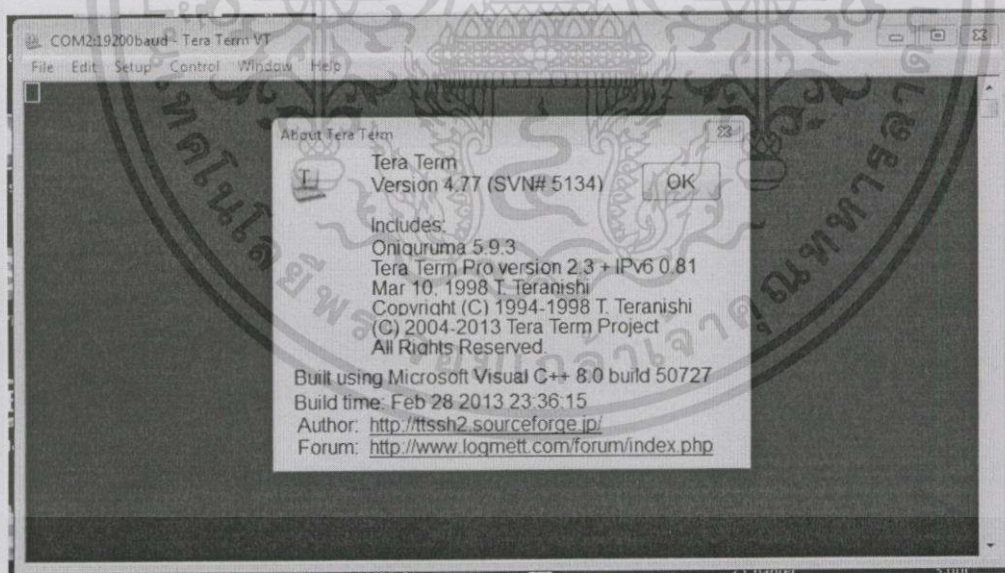 COM2:19200baud - Tera Term VT
File Edit Setup Control Window Help
About Tera Term
Tera Term
Version 4.77 (SVN# 5134)
OK
Includes:
Oniguruma 5.9.3
Tera Term Pro version 2.3 + IPv6 0.81
Mar 10, 1998 T. Teranishi
Copyright (C) 1994-1998 T. Teranishi
(C) 2004-2013 Tera Term Project
All Rights Reserved.
Built using Microsoft Visual C++ 8.0 build 50727
Build time: Feb 28 2013 23:36:15
Author: http://ttssh2.sourceforge.jp/
Forum: http://www.logmett.com/forum/index.php